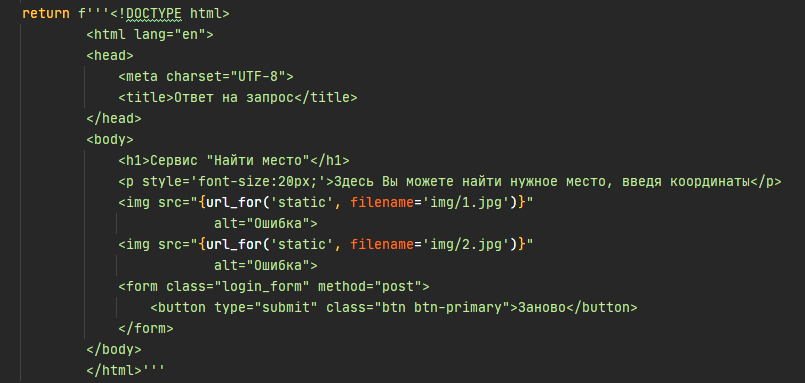 return f'''<!DOCTYPE html>
<html lang="en">
<head>
<meta charset="UTF-8">
<title>Ответ на запрос</title>
</head>
<body>
<h1>Сервис "Найти место"</h1>
<p style='font-size:20px;'>Здесь Вы можете найти нужное место, введя координаты</p>
<img src="{url_for('static', filename='img/1.jpg')}"
alt="Ошибка">
<img src="{url_for('static', filename='img/2.jpg')}"
alt="Ошибка">
<form class="login_form" method="post">
<button type="submit" class="btn btn-primary">Заново</button>
</form>
</body>
</html>'''